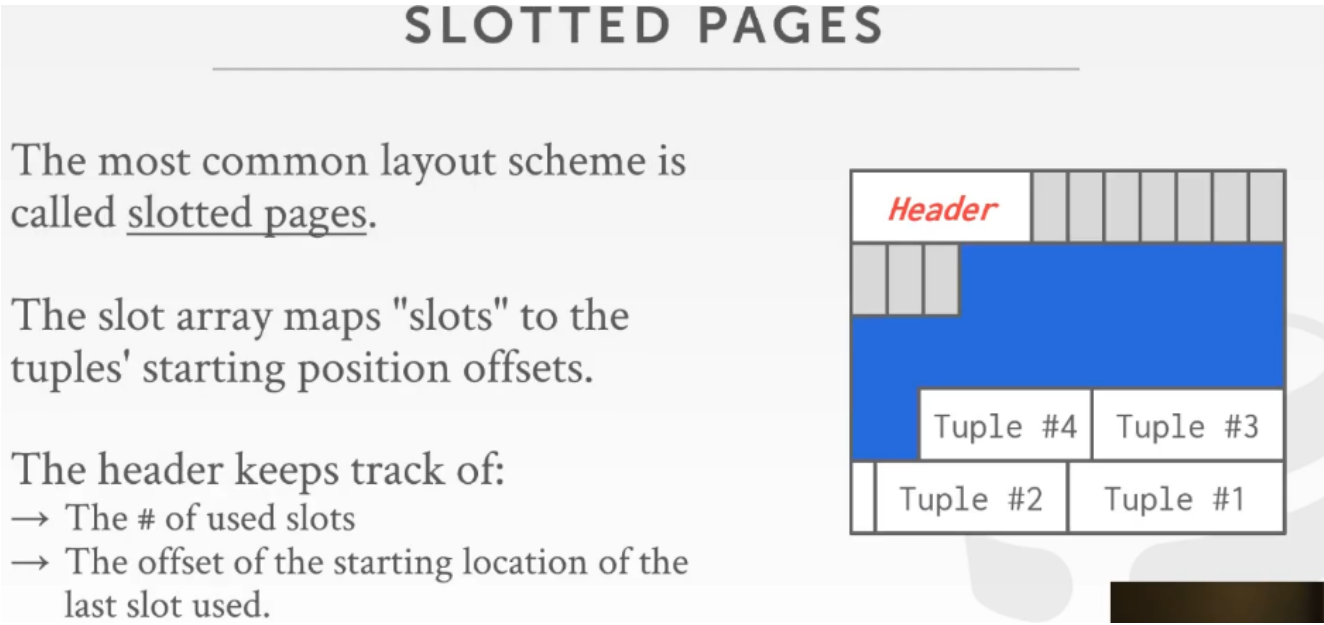 SLOTTED PAGES
The most common layout scheme is
called slotted pages.
The slot array maps "slots" to the
tuples' starting position offsets.
The header keeps track of:
→ The # of used slots
→ The offset of the starting location of the
last slot used.
Header
Tuple #4 Tuple #3
Tuple #2 Tuple #1